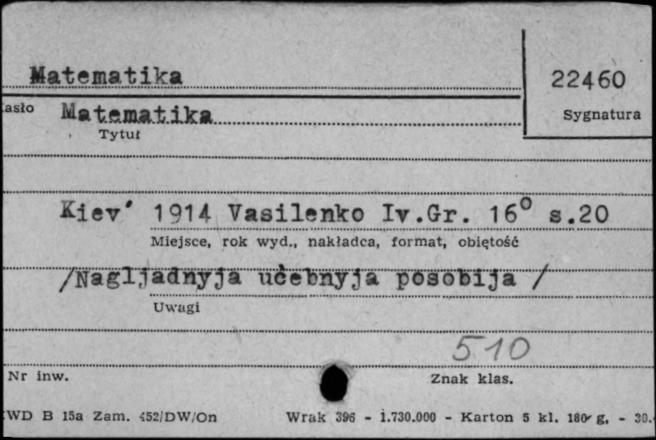 Matematika
22460
asło Matematika
Sygnatura
Tytuł
Kiev' 1914 Vasilenko Iv.Gr. 16° s.20
Miejsce, rok wyd., nakładca, format, objętość
/Nagljadnyja učebnyja posobija /
Uwagi
510
Nr inw.
Znak klas.
WD B 15a Zam. 452/DW/On Wrak 396 - 1.730.000 - Karton 5 kl. 180 g, - 30.